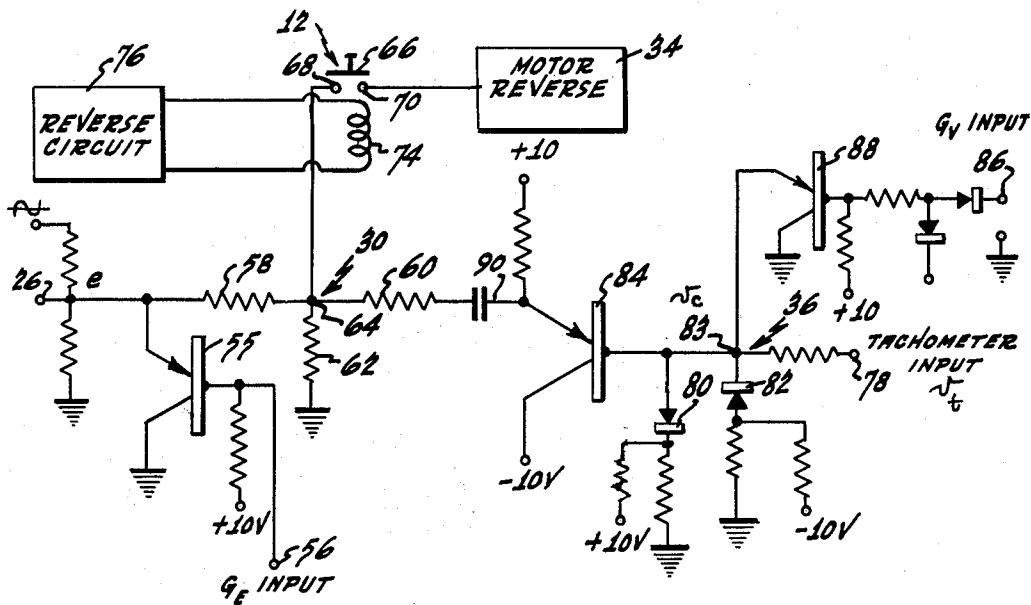 12
76
66
34
68
MOTOR
REVERSE
REVERSE
CIRCUIT
70
74
+10
88
Gv INPUT
86
26
e
58
30
60
90
84
vc
36
+10
64
83
TACHOMETER
INPUT
vt
78
55
62
80
82
-10V
+10V
+10V
-10V
56
GE INPUT